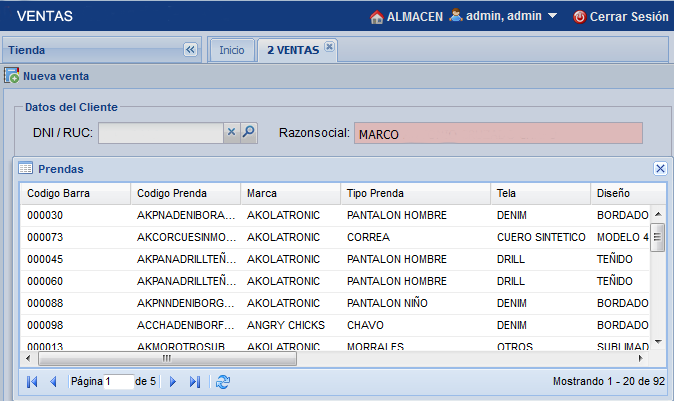 VENTAS ALMACEN admin, admin Cerrar Sesión
Tienda Inicio 2 VENTAS
Nueva venta
Datos del Cliente
DNI / RUC: Razonsocial: MARCO
Prendas
Codigo Barra Codigo Prenda Marca Tipo Prenda Tela Diseño
000030 AKPNADENIBORA... AKOLATRONIC PANTALON HOMBRE DENIM BORDADO
000073 AKCORCUESINMO... AKOLATRONIC CORREA CUERO SINTETICO MODELO 4
000045 AKPANADRILLTEÑ... AKOLATRONIC PANTALON HOMBRE DRILL TEÑIDO
000060 AKPANADRILLTEÑ... AKOLATRONIC PANTALON HOMBRE DRILL TEÑIDO
000088 AKPNNDENIBORG... AKOLATRONIC PANTALON NIÑO DENIM BORDADO
000098 ACCHADENIBORF... ANGRY CHICKS CHAVO DENIM BORDADO
000013 AKMOROTROSUB AKOLATRONIC MORRALES OTROS SUBLIMAD
Página 1 de 5 Mostrando 1 - 20 de 92